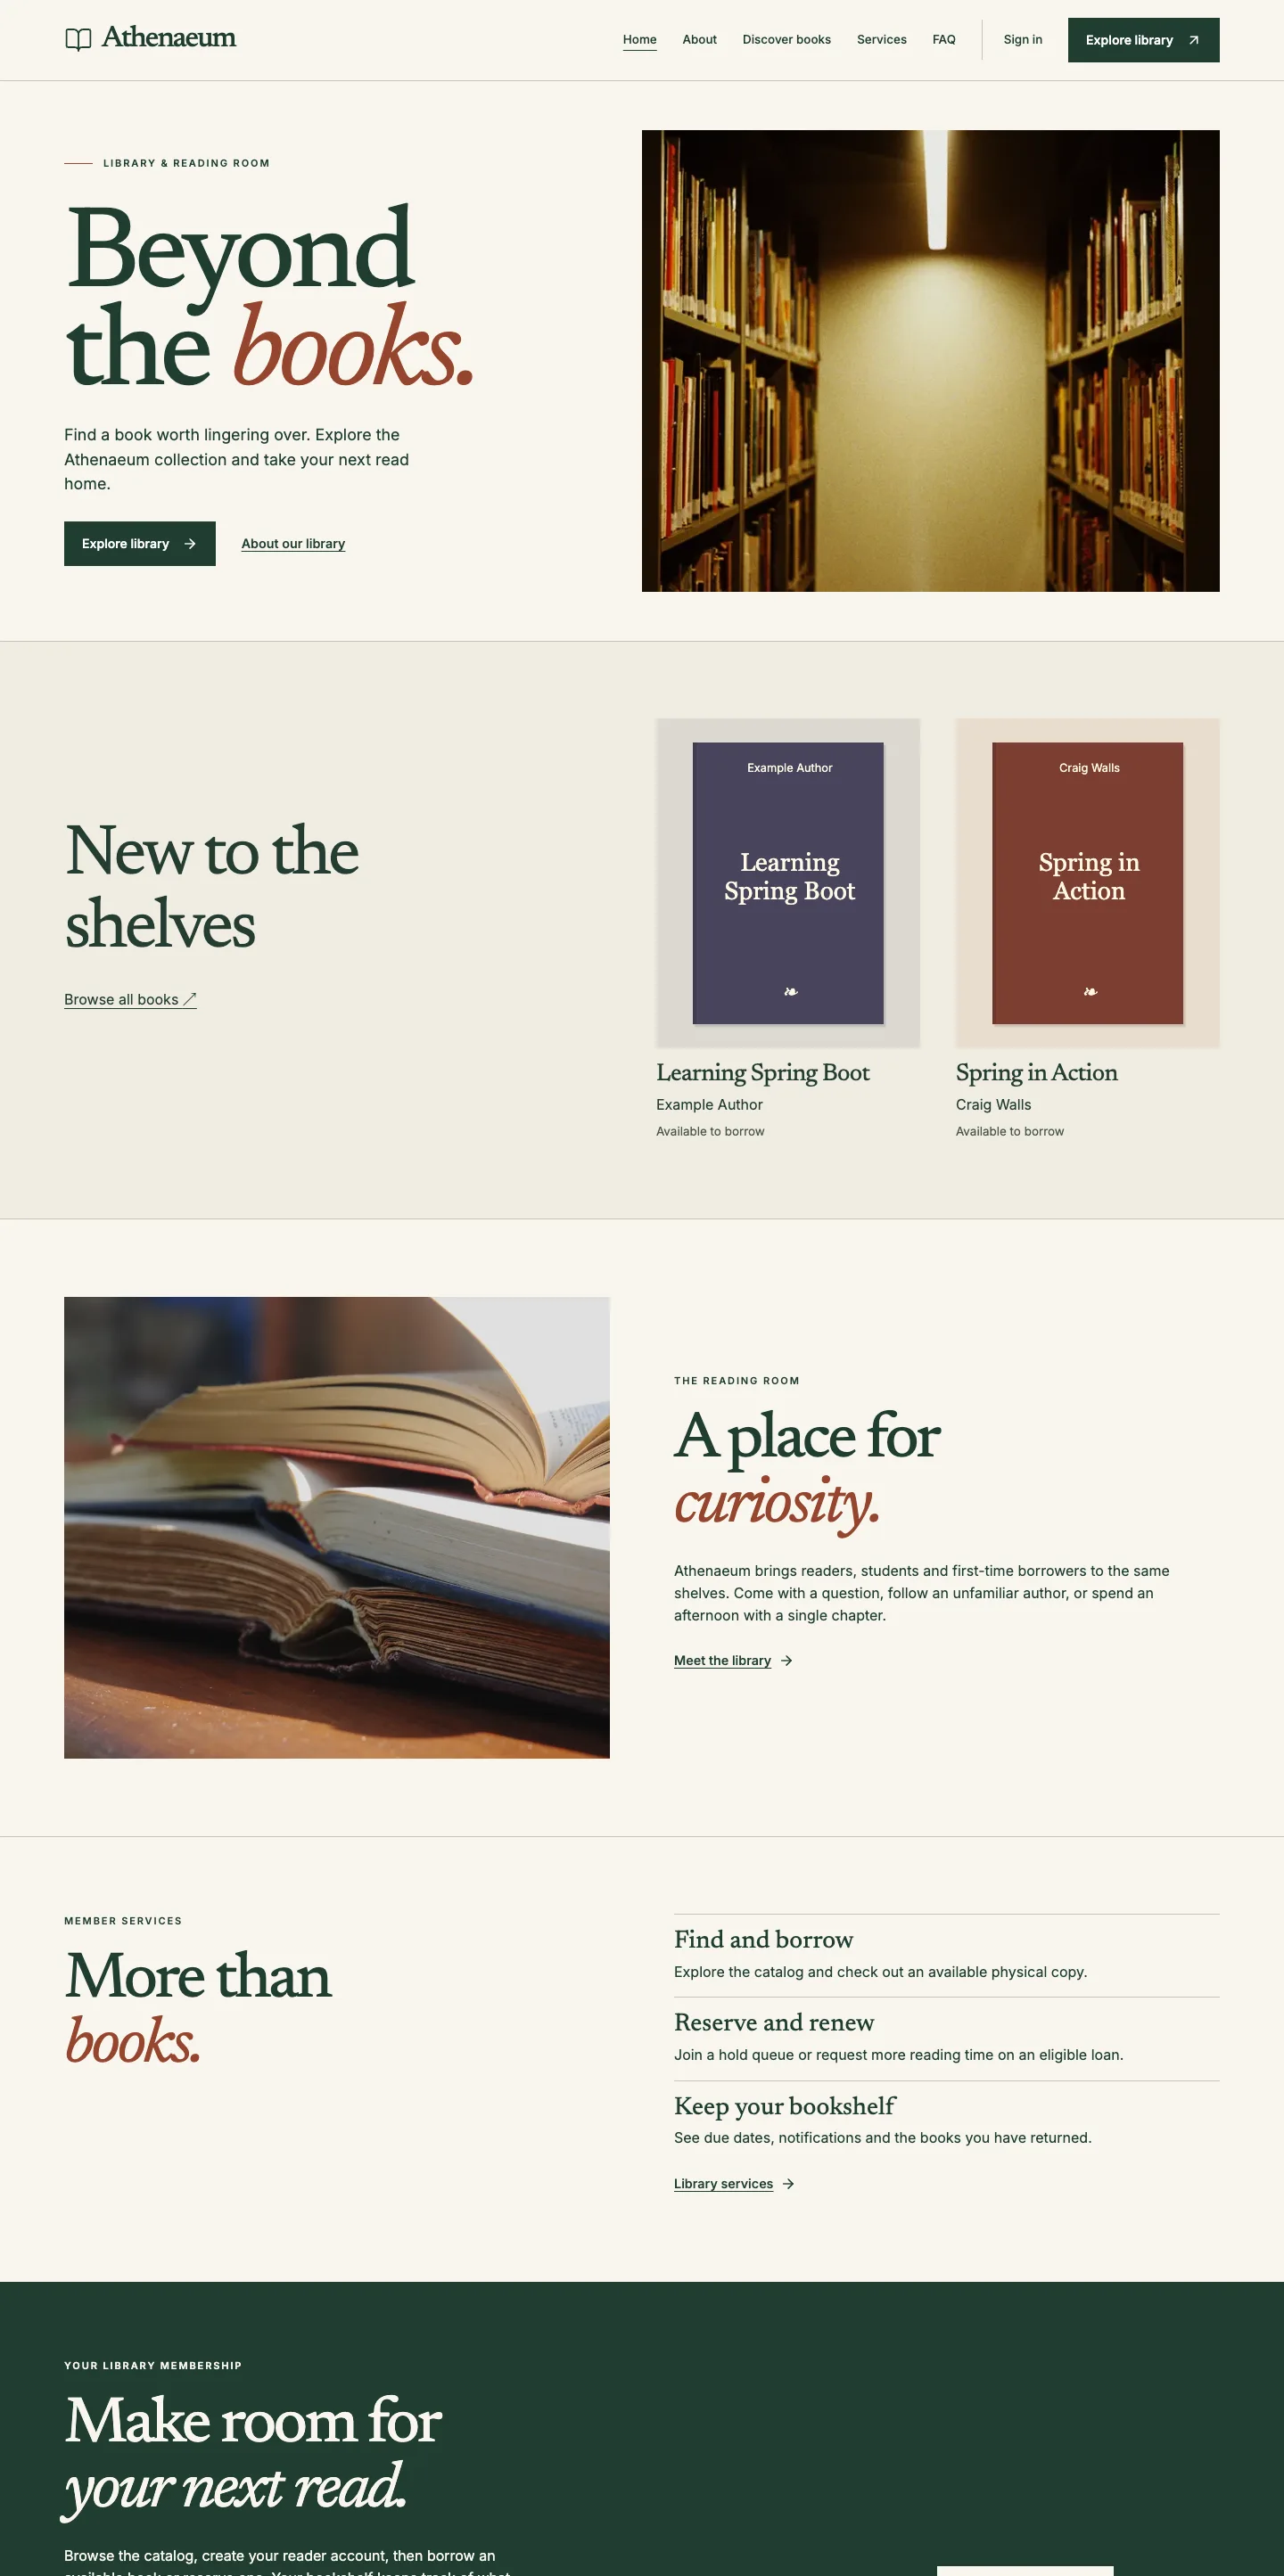 Athenaeum
Home About Discover books Services FAQ Sign in Explore library
LIBRARY & READING ROOM
Beyond
the books.
Find a book worth lingering over. Explore the
Athenaeum collection and take your next read
home.
Explore library → About our library
New to the
shelves
Browse all books ↗
Example Author
Learning
Spring Boot
❧
Learning Spring Boot
Example Author
Available to borrow
Craig Walls
Spring in
Action
❧
Spring in Action
Craig Walls
Available to borrow
THE READING ROOM
A place for
curiosity.
Athenaeum brings readers, students and first-time borrowers to the same
shelves. Come with a question, follow an unfamiliar author, or spend an
afternoon with a single chapter.
Meet the library →
MEMBER SERVICES
More than
books.
Find and borrow
Explore the catalog and check out an available physical copy.
Reserve and renew
Join a hold queue or request more reading time on an eligible loan.
Keep your bookshelf
See due dates, notifications and the books you have returned.
Library services →
YOUR LIBRARY MEMBERSHIP
Make room for
your next read.
Browse the catalog, create your reader account, then borrow an